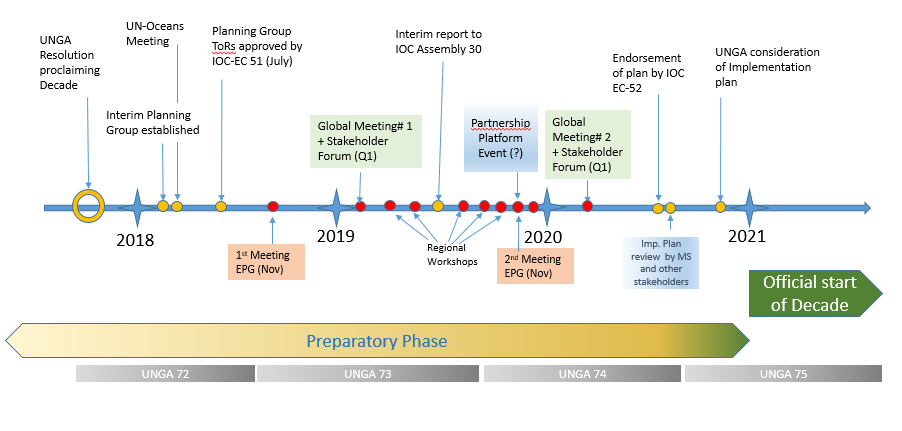 UNGA
Resolution
proclaiming
Decade
UN-Oceans
Meeting
Planning Group
ToRs approved by
IOC-EC 51 (July)
Interim Planning
Group established
Interim report to
IOC Assembly 30
Endorsement
of plan by IOC
EC-52
UNGA consideration
of Implementation
plan
Global Meeting# 1
+ Stakeholder
Forum (Q1)
Partnership
Platform
Event (?)
Global
Meeting# 2
+ Stakeholder
Forum (Q1)
2018
2019
2020
2021
1st Meeting
EPG (Nov)
Regional
Workshops
2nd Meeting
EPG (Nov)
Imp. Plan
review by MS
and other
stakeholders
Official start
of Decade
Preparatory Phase
UNGA 72
UNGA 73
UNGA 74
UNGA 75